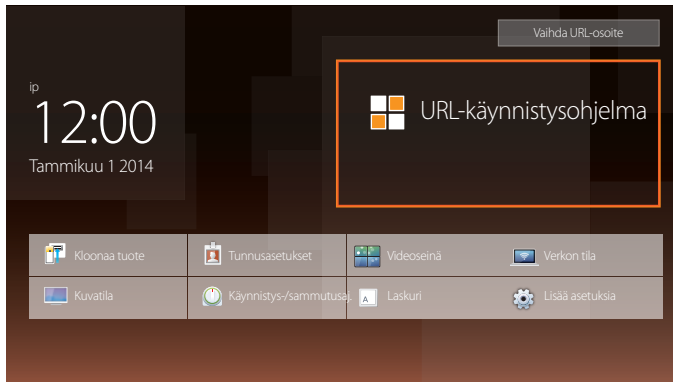 Vaihda URL-osoite
ip
12:00
Tammikuu 1 2014
URL-käynnistysohjelma
Kloonaa tuote
Tunnusasetukset
Videoseinä
Verkon tila
Kuvatila
Käynnistys-/sammutusaj.
A
Laskuri
Lisää asetuksia